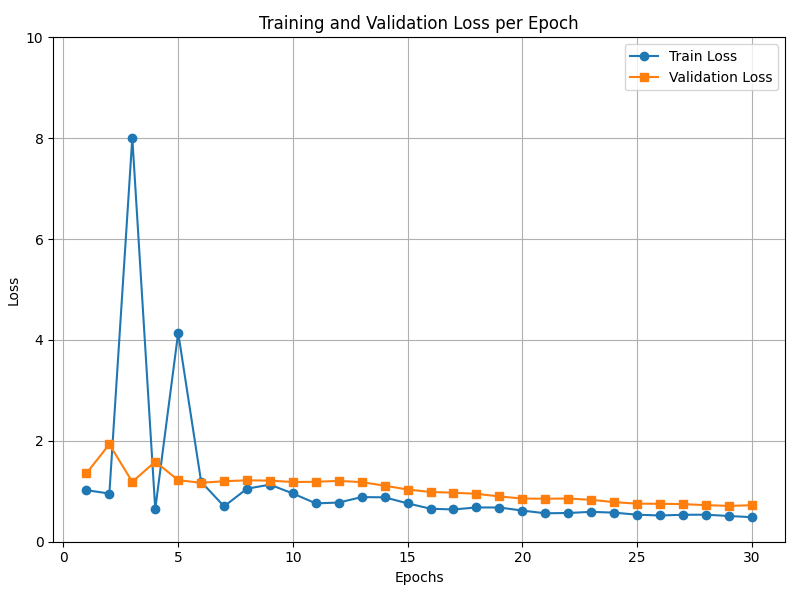 Training and Validation Loss per Epoch
Train Loss
Validation Loss
10
8
6
4
2
0
Loss
0 5 10 15 20 25 30
Epochs